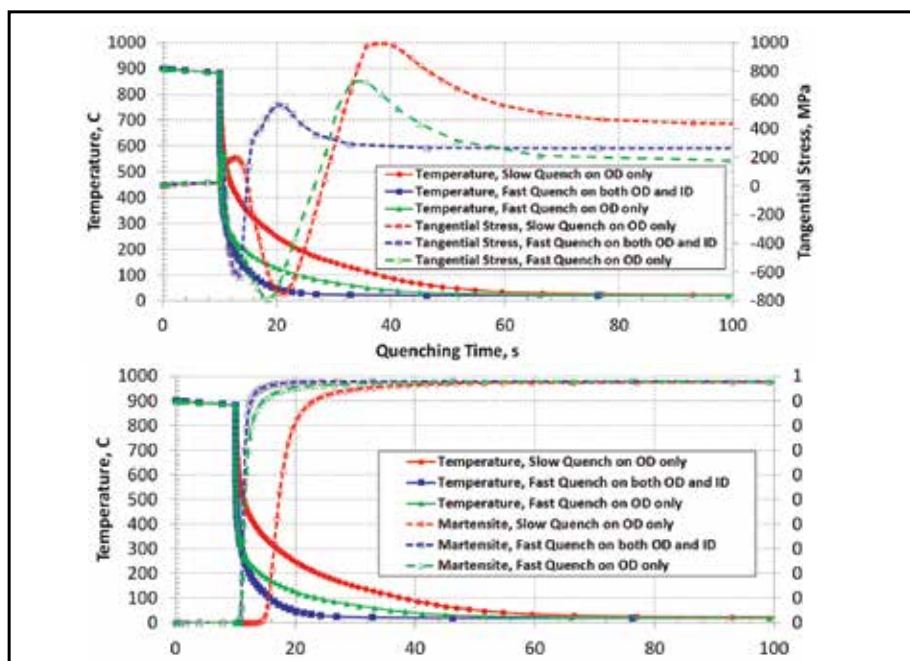 1000
900
800
700
600
500
400
300
200
100
0
Temperature, C
1000
800
600
400
200
0
-200
-400
-600
-800
Tangential Stress, MPa
Temperature, Slow Quench on OD only
Temperature, Fast Quench on both OD and ID
Temperature, Fast Quench on OD only
Tangential Stress, Slow Quench on OD only
Tangential Stress, Fast Quench on both OD and ID
Tangential Stress, Fast Quench on OD only
0 20 40 60 80 100
Quenching Time, s
1000
900
800
700
600
500
400
300
200
100
0
Temperature, C
1
0
0
0
0
0
0
0
0
0
0
Temperature, Slow Quench on OD only
Temperature, Fast Quench on both OD and ID
Temperature, Fast Quench on OD only
Martensite, Slow Quench on OD only
Martensite, Fast Quench on both OD and ID
Martensite, Fast Quench on OD only
0 20 40 60 80 100